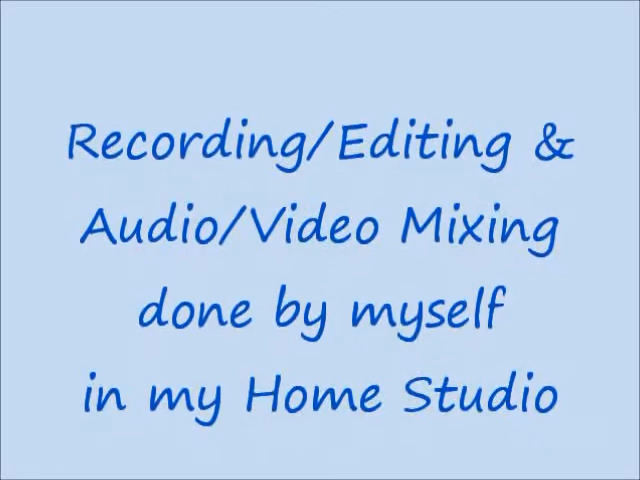 Recording/Editing &
Audio/Video Mixing
done by myself
in my Home Studio